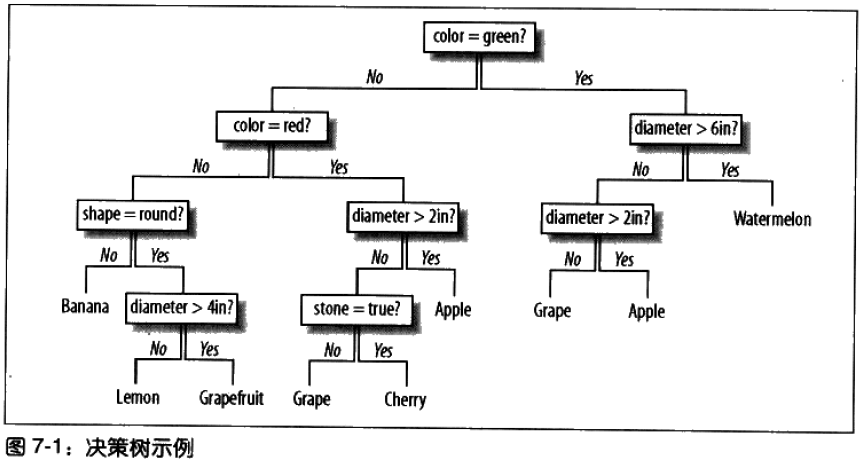 color = green?
No
Yes
color = red?
diameter > 6in?
No
Yes
No
Yes
shape = round?
diameter > 2in?
diameter > 2in?
Watermelon
No
Yes
No
Yes
No
Yes
Banana
diameter > 4in?
stone = true?
Apple
Grape
Apple
No
Yes
No
Yes
Lemon
Grapefruit
Grape
Cherry
图 7-1：决策树示例